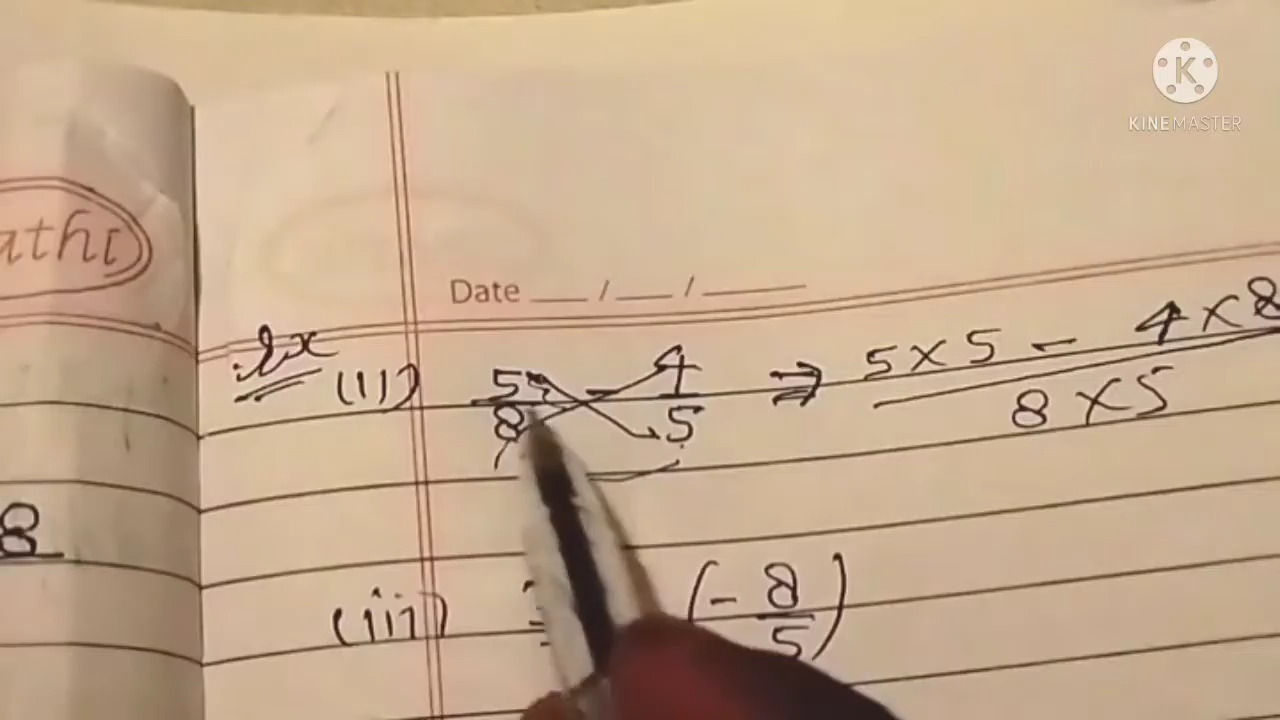 KINEMASTER
Date __ / __ / ____
Ex (ii) 5/8 - 4/5 ⇒ (5 × 5 - 4 × 8)/(8 × 5)
8
(iii) (- 8/5)